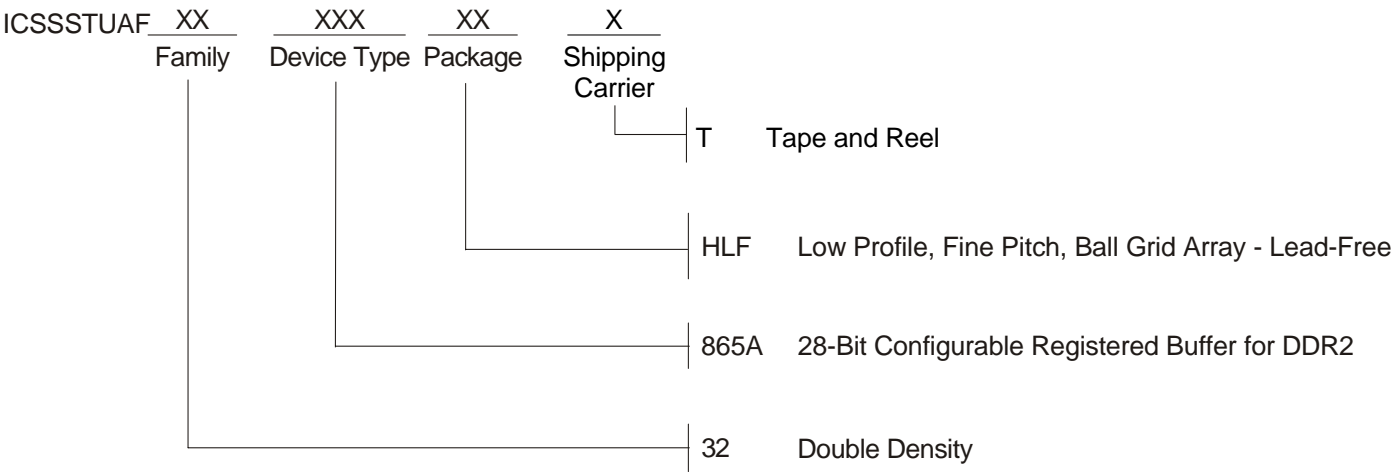 ICSSSTUAF XX XXX XX X
Family Device Type Package Shipping
Carrier
T Tape and Reel
HLF Low Profile, Fine Pitch, Ball Grid Array - Lead-Free
865A 28-Bit Configurable Registered Buffer for DDR2
32 Double Density